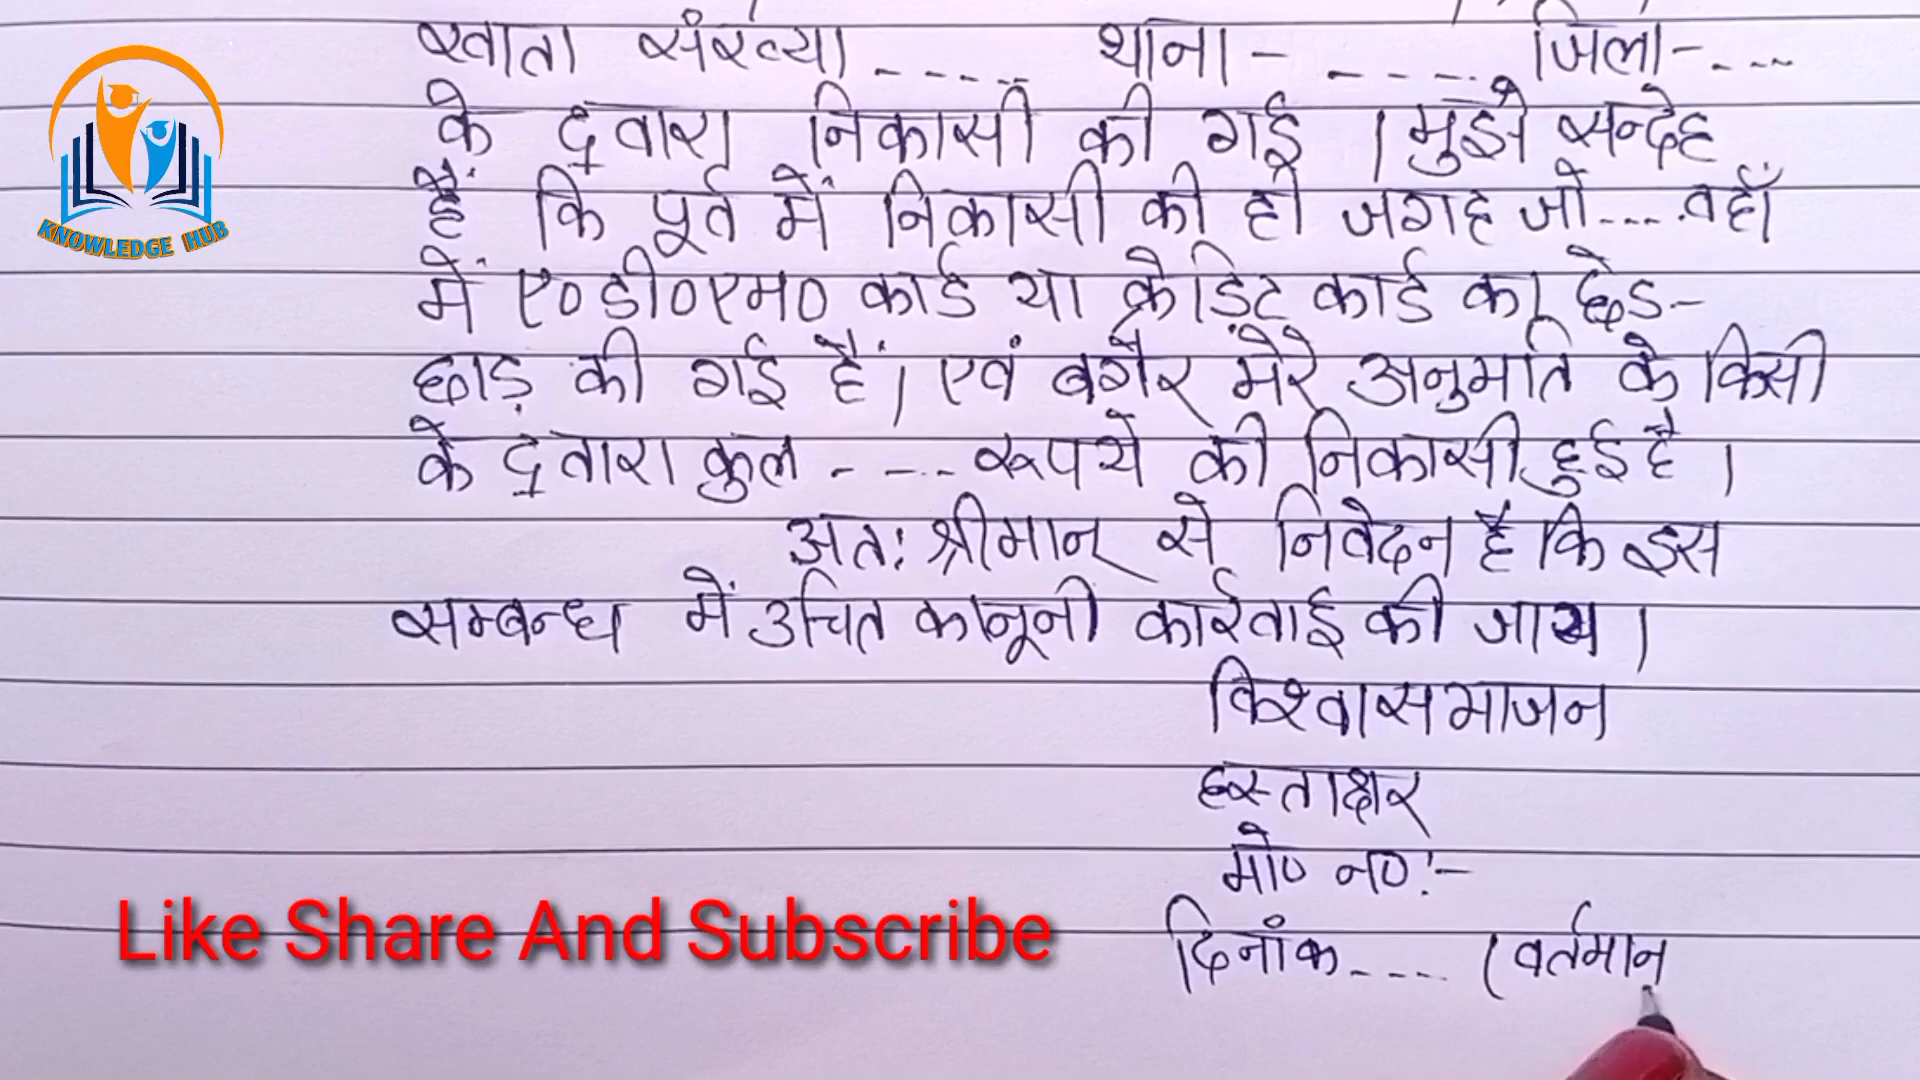 खाता संख्या ..... थाना - ..... जिला - ....
के द्वारा निकासी की गई । मुझे सन्देह
है कि पूर्व में निकासी की ही जगह जो.... वहाँ
में ए०टी०एम० कार्ड या क्रेडिट कार्ड का छेड़-
छाड़ की गई हैं। एवं बगैर मेरे अनुमति के किसी
के द्वारा कुल - .... रूपये की निकासी हुई है ।
अत: श्रीमान् से निवेदन है कि इस
सम्बन्ध में उचित कानूनी कार्रवाई की जाय ।
विश्वासभाजन
हस्ताक्षर
मो० न०:-
दिनांक ..... (वर्तमान
KNOWLEDGE HUB
Like Share And Subscribe